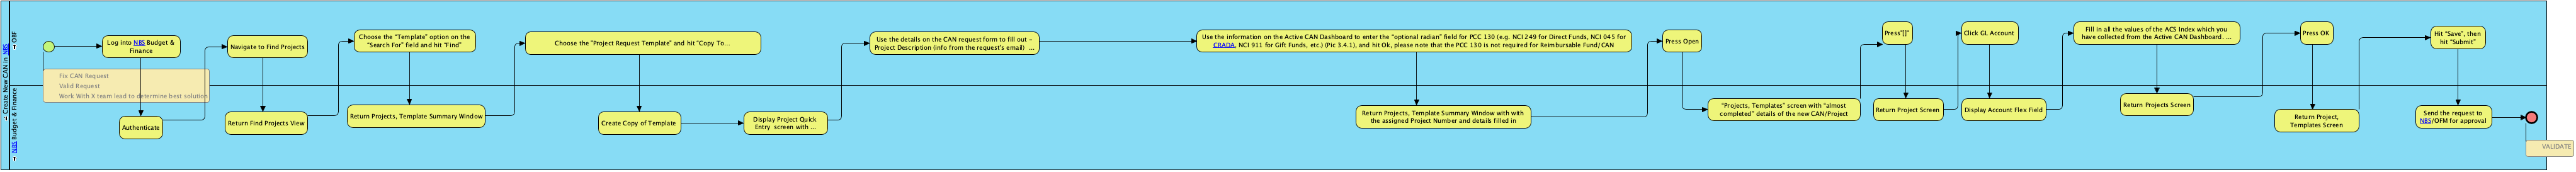 Create New CAN in NBS
OBF
Log into NBS Budget &
Finance
Navigate to Find Projects
Choose the "Template" option on the
"Search For" field and hit "Find"
Choose the "Project Request Template" and hit "Copy To...
Use the details on the CAN request form to fill out -
Project Description (info from the request's email) ...
Use the information on the Active CAN Dashboard to enter the "optional radian" field for PCC 130 (e.g. NCI 249 for Direct Funds, NCI 045 for
CRADA, NCI 911 for Gift Funds, etc.) (Pic 3.4.1), and hit Ok, please note that the PCC 130 is not required for Reimbursable Fund/CAN
Press Open
Press"[]"
Click GL Account
Fill in all the values of the ACS Index which you
have collected from the Active CAN Dashboard. ...
Press OK
Hit "Save", then
hit "Submit"
Fix CAN Request
Valid Request
Work With X team lead to determine best solution
NBS Budget & Finance
Authenticate
Return Find Projects View
Return Projects, Template Summary Window
Create Copy of Template
Display Project Quick
Entry screen with ...
Return Projects, Template Summary Window with with
the assigned Project Number and details filled in
"Projects, Templates" screen with "almost
completed" details of the new CAN/Project
Return Project Screen
Display Account Flex Field
Return Projects Screen
Return Project,
Templates Screen
Send the request to
NBS/OFM for approval
VALIDATE